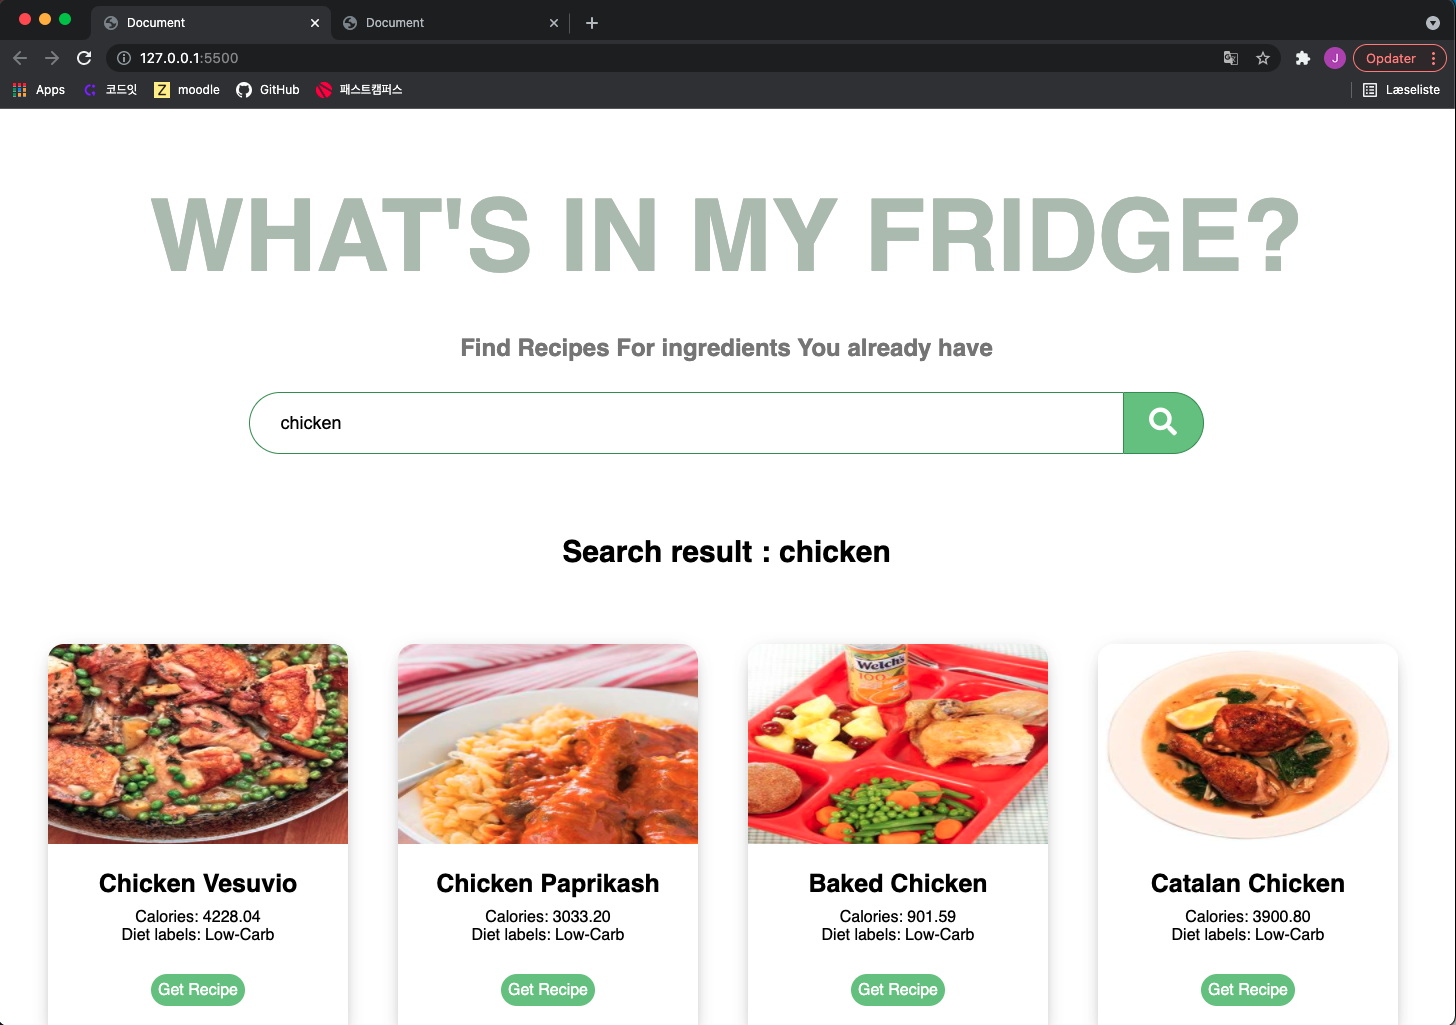 Document
Document
127.0.0.1:5500
J
Opdater
Apps
코드잇
Z
moodle
GitHub
패스트캠퍼스
Læseliste
WHAT'S IN MY FRIDGE?
Find Recipes For ingredients You already have
chicken
Search result : chicken
Welch's
100
Chicken Vesuvio
Calories: 4228.04
Diet labels: Low-Carb
Get Recipe
Chicken Paprikash
Calories: 3033.20
Diet labels: Low-Carb
Get Recipe
Baked Chicken
Calories: 901.59
Diet labels: Low-Carb
Get Recipe
Catalan Chicken
Calories: 3900.80
Diet labels: Low-Carb
Get Recipe